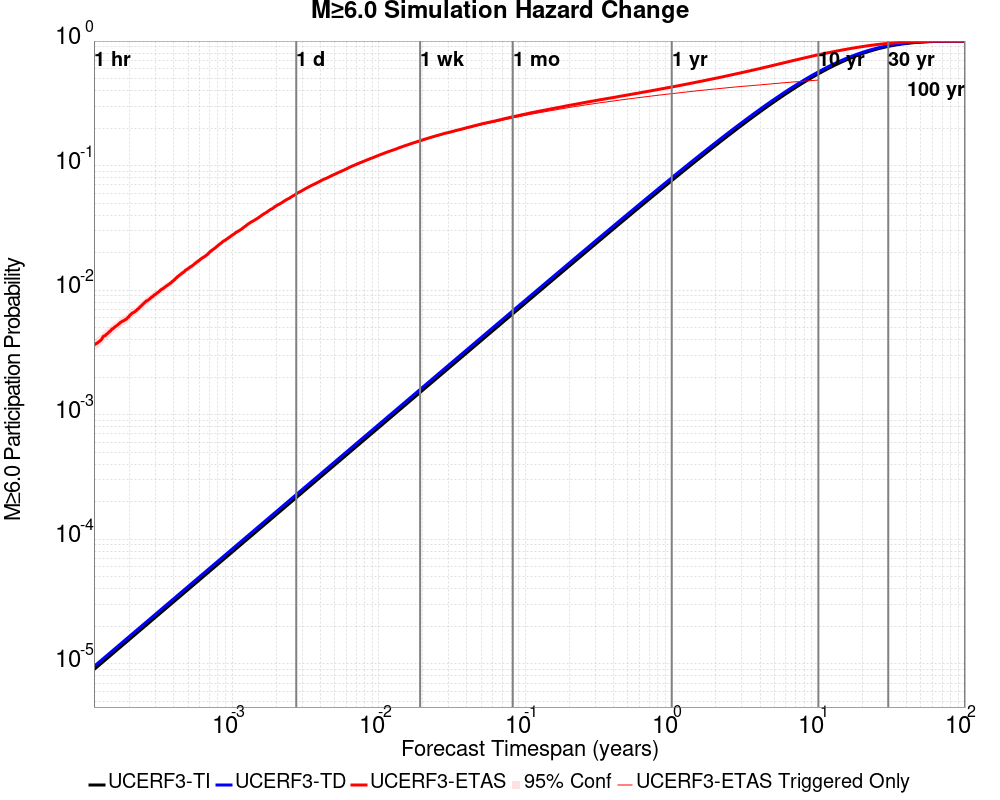 M≥6.0 Simulation Hazard Change
10^0
10^-1
10^-2
10^-3
10^-4
10^-5
M≥6.0 Participation Probability
1 hr
1 d
1 wk
1 mo
1 yr
10 yr
30 yr
100 yr
10^-3
10^-2
10^-1
10^0
10^1
10^2
Forecast Timespan (years)
UCERF3-TI UCERF3-TD UCERF3-ETAS 95% Conf UCERF3-ETAS Triggered Only